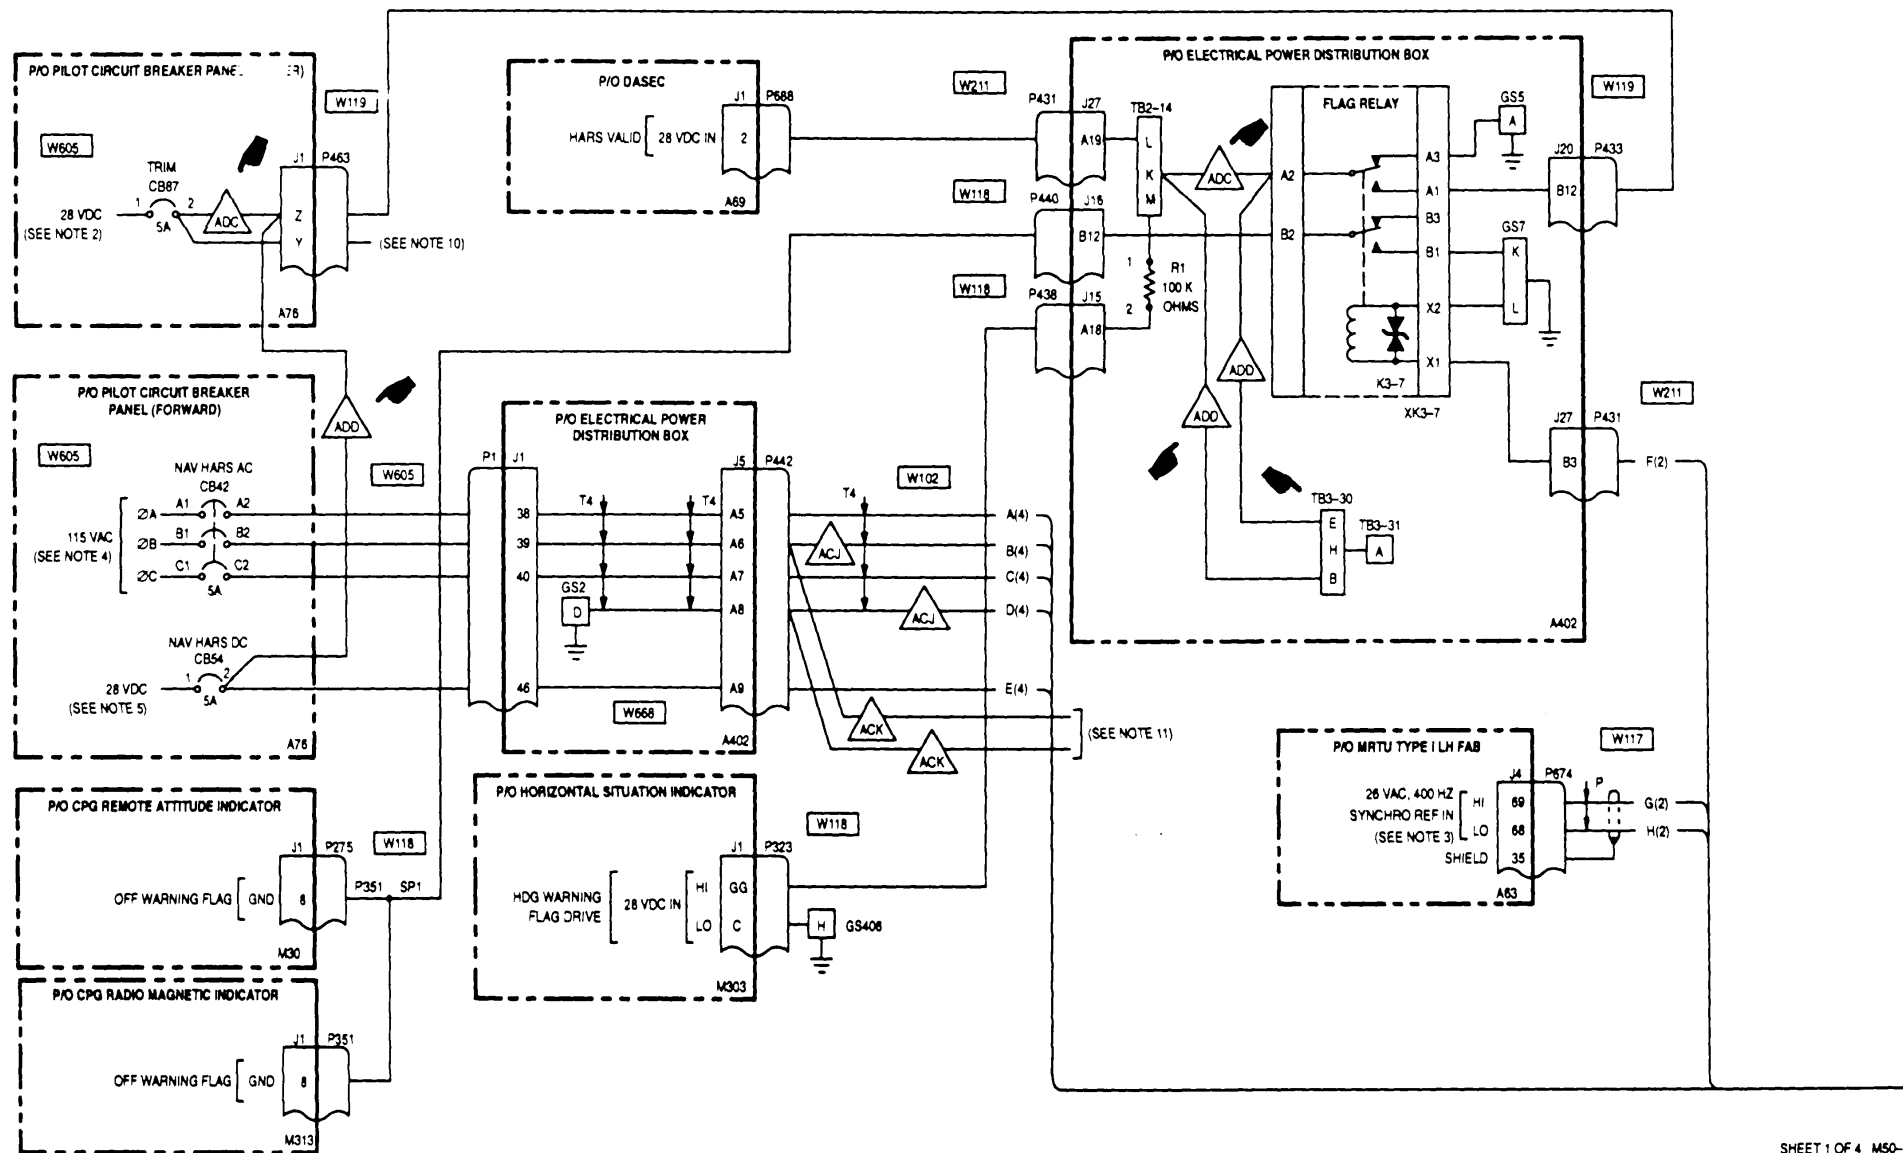 P/O PILOT CIRCUIT BREAKER PANEL
W119
W605
TRIM
CB87
1
2
5A
28 VDC
(SEE NOTE 2)
ADC
J1
P463
Z
Y
(SEE NOTE 10)
A76
P/O DASEC
J1
P688
HARS VALID
28 VDC IN
2
A69
W211
W118
W118
P/O ELECTRICAL POWER DISTRIBUTION BOX
P431
J27
A19
TB2-14
L
K
M
P440
J16
B12
P438
J15
A18
1
2
R1
100 K
OHMS
ADC
ADD
ADD
FLAG RELAY
A2
B2
A3
A1
B3
B1
X2
X1
K3-7
XK3-7
GS5
A
GS7
K
L
W119
J20
P433
B12
W211
J27
P431
B3
F(2)
TB3-30
E
H
B
TB3-31
A
A402
P/O PILOT CIRCUIT BREAKER
PANEL (FORWARD)
ADD
W605
W605
NAV HARS AC
CB42
115 VAC
(SEE NOTE 4)
ØA
A1
A2
ØB
B1
B2
ØC
C1
C2
5A
NAV HARS DC
CB54
28 VDC
(SEE NOTE 5)
1
2
5A
A76
P/O ELECTRICAL POWER
DISTRIBUTION BOX
P1
J1
38
39
40
46
T4
T4
GS2
D
J5
P442
A5
A6
A7
A8
A9
W668
A402
W102
T4
ACJ
ACJ
ACK
ACK
A(4)
B(4)
C(4)
D(4)
E(4)
(SEE NOTE 11)
P/O CPG REMOTE ATTITUDE INDICATOR
J1
P275
W118
OFF WARNING FLAG
GND
8
P351
SP1
M30
P/O CPG RADIO MAGNETIC INDICATOR
J1
P351
OFF WARNING FLAG
GND
8
M313
P/O HORIZONTAL SITUATION INDICATOR
W118
J1
P323
HDG WARNING
FLAG DRIVE
28 VDC IN
HI
GG
LO
C
H
GS406
M303
P/O MRTU TYPE I LH FAB
W117
J4
P674
P
26 VAC, 400 HZ
SYNCHRO REF IN
(SEE NOTE 3)
HI
69
LO
68
SHIELD
35
G(2)
H(2)
A63
SHEET 1 OF 4 M50-